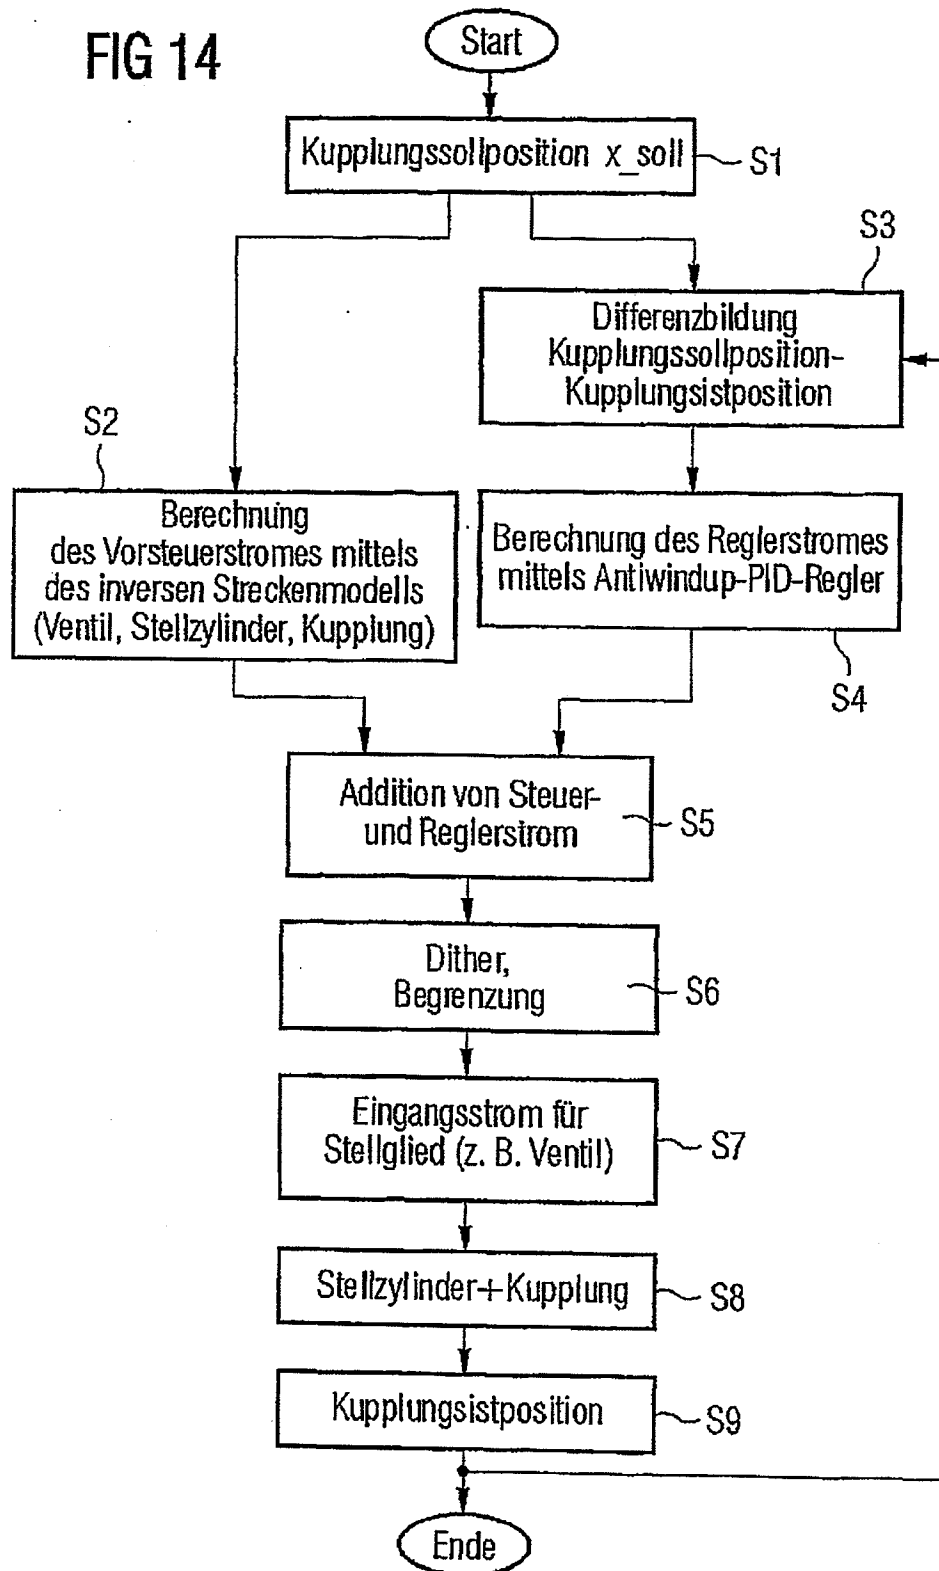 FIG 14
Start
Kupplungssollposition x_soll
S1
S3
Differenzbildung
Kupplungssollposition-
Kupplungsistposition
S2
Berechnung
des Vorsteuerstromes mittels
des inversen Streckenmodells
(Ventil, Stellzylinder, Kupplung)
Berechnung des Reglerstromes
mittels Antiwindup-PID-Regler
S4
Addition von Steuer-
und Reglerstrom
S5
Dither,
Begrenzung
S6
Eingangsstrom für
Stellglied (z. B. Ventil)
S7
Stellzylinder+Kupplung
S8
Kupplungsistposition
S9
Ende